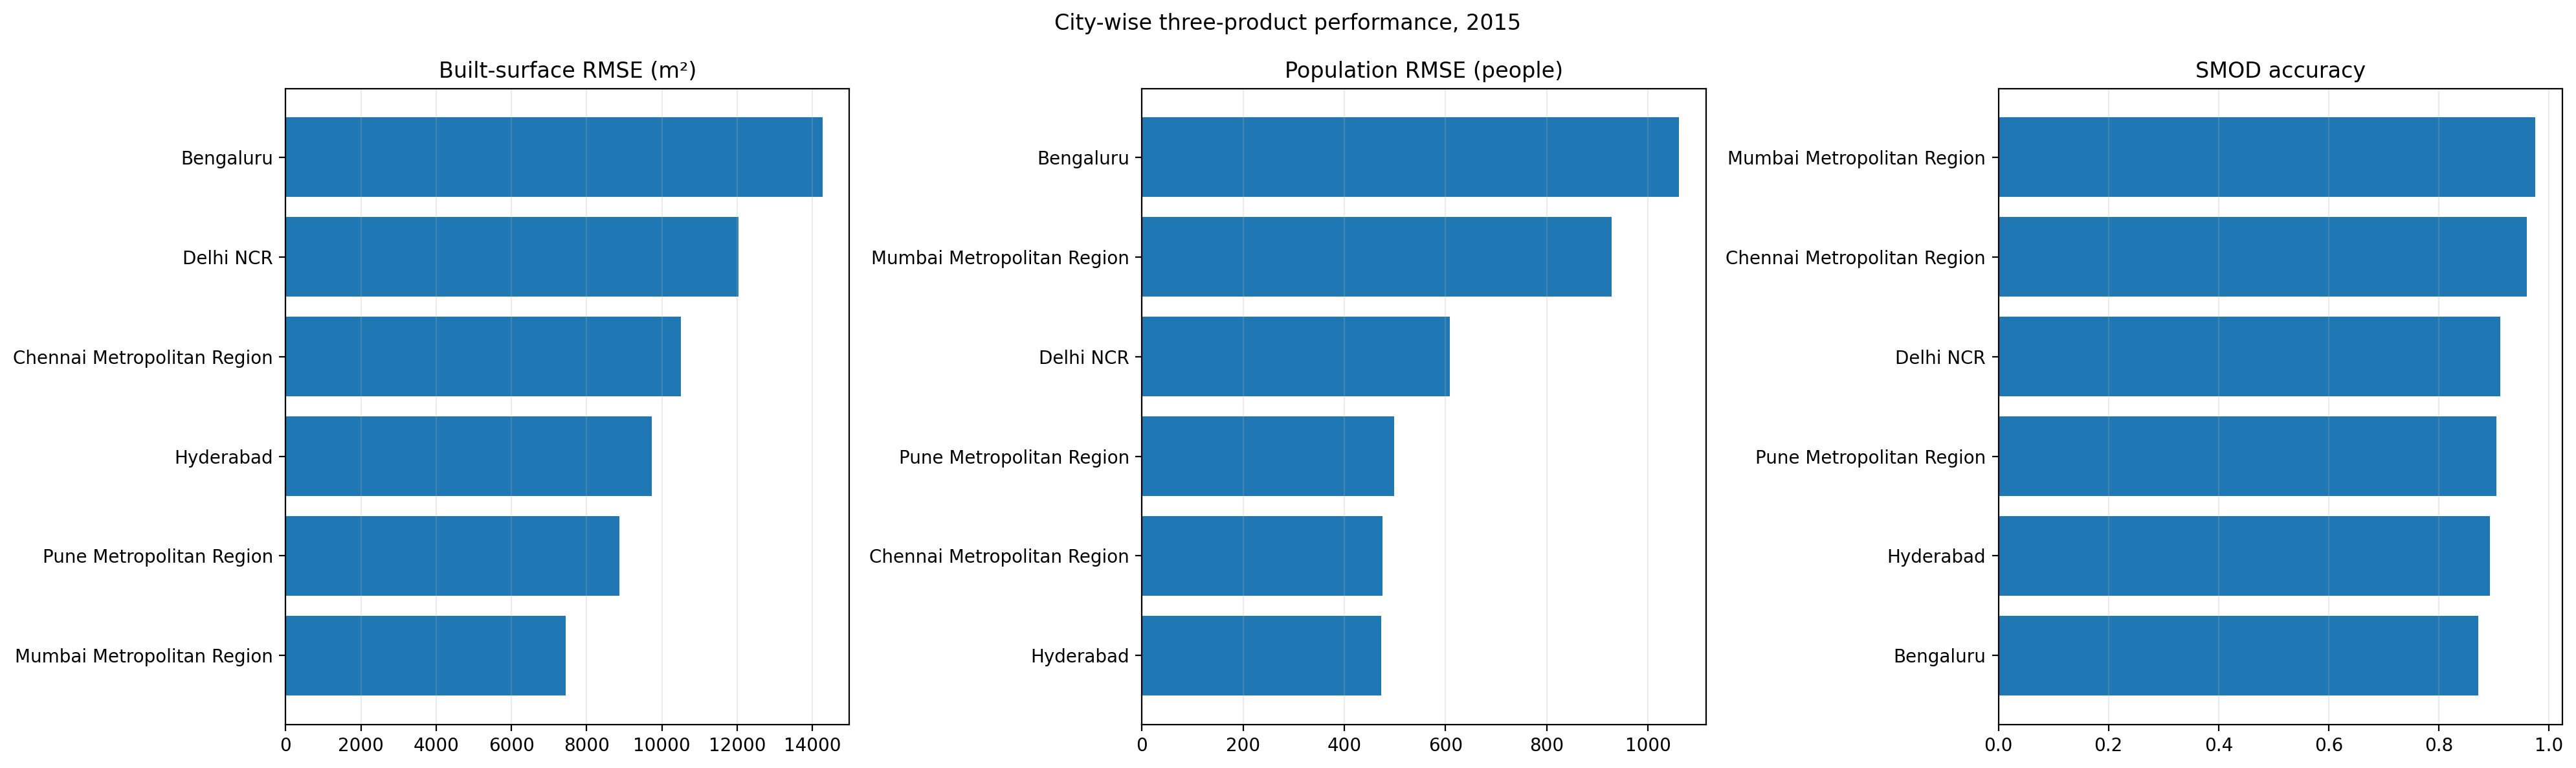 City-wise three-product performance, 2015
Built-surface RMSE (m²)
Bengaluru
Delhi NCR
Chennai Metropolitan Region
Hyderabad
Pune Metropolitan Region
Mumbai Metropolitan Region
0 2000 4000 6000 8000 10000 12000 14000
Population RMSE (people)
Bengaluru
Mumbai Metropolitan Region
Delhi NCR
Pune Metropolitan Region
Chennai Metropolitan Region
Hyderabad
0 200 400 600 800 1000
SMOD accuracy
Mumbai Metropolitan Region
Chennai Metropolitan Region
Delhi NCR
Pune Metropolitan Region
Hyderabad
Bengaluru
0.0 0.2 0.4 0.6 0.8 1.0